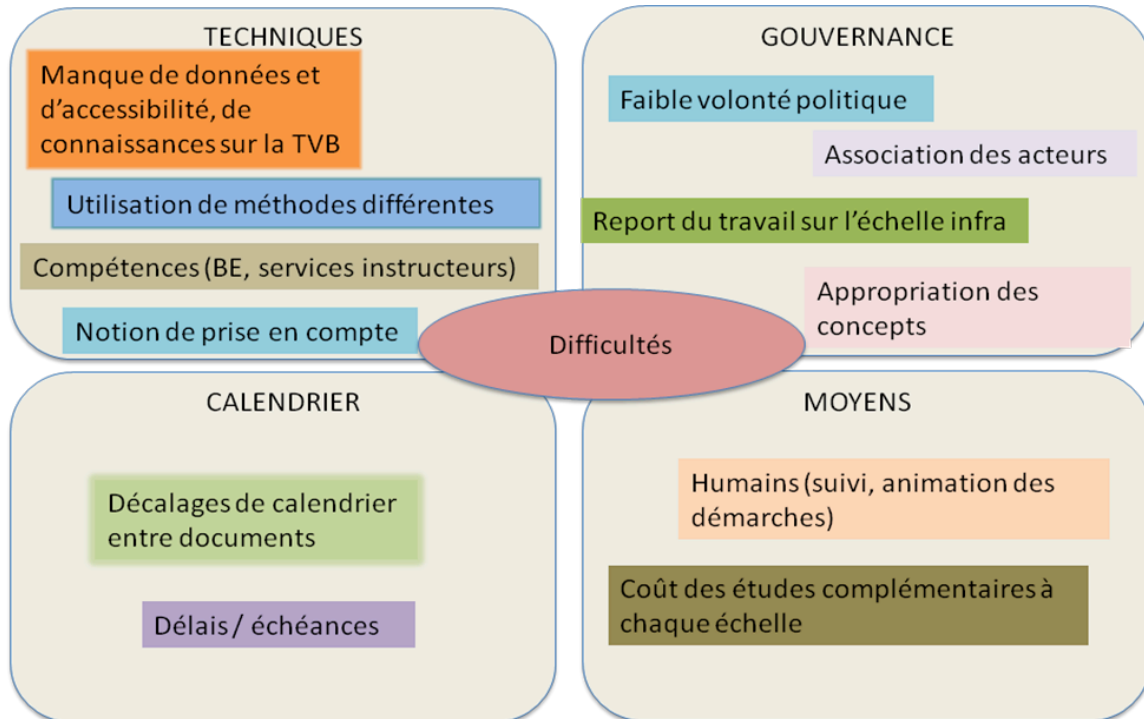 TECHNIQUES
Manque de données et
d’accessibilité, de
connaissances sur la TVB
Utilisation de méthodes différentes
Compétences (BE, services instructeurs)
Notion de prise en compte
GOUVERNANCE
Faible volonté politique
Association des acteurs
Report du travail sur l’échelle infra
Appropriation des
concepts
Difficultés
CALENDRIER
Décalages de calendrier
entre documents
Délais / échéances
MOYENS
Humains (suivi, animation des
démarches)
Coût des études complémentaires à
chaque échelle